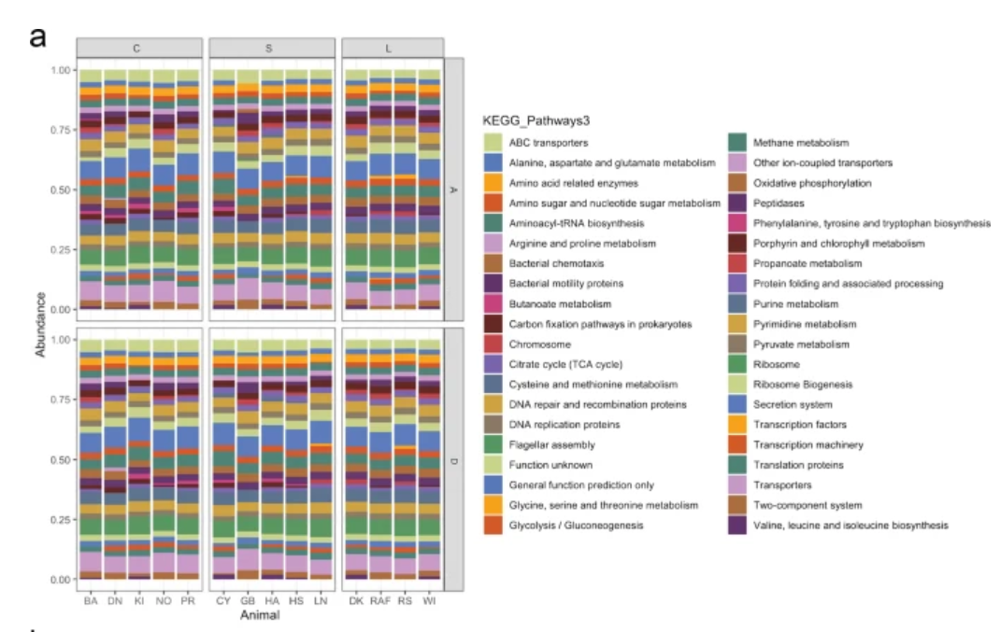 a
C S L
1.00
0.75
0.50
0.25
0.00
A
Abundance
1.00
0.75
0.50
0.25
0.00
D
BA DN KI NO PR CY GB HA HS LN DK RAF RS WI
Animal
KEGG_Pathways3
ABC transporters
Alanine, aspartate and glutamate metabolism
Amino acid related enzymes
Amino sugar and nucleotide sugar metabolism
Aminoacyl-tRNA biosynthesis
Arginine and proline metabolism
Bacterial chemotaxis
Bacterial motility proteins
Butanoate metabolism
Carbon fixation pathways in prokaryotes
Chromosome
Citrate cycle (TCA cycle)
Cysteine and methionine metabolism
DNA repair and recombination proteins
DNA replication proteins
Flagellar assembly
Function unknown
General function prediction only
Glycine, serine and threonine metabolism
Glycolysis / Gluconeogenesis
Methane metabolism
Other ion-coupled transporters
Oxidative phosphorylation
Peptidases
Phenylalanine, tyrosine and tryptophan biosynthesis
Porphyrin and chlorophyll metabolism
Propanoate metabolism
Protein folding and associated processing
Purine metabolism
Pyrimidine metabolism
Pyruvate metabolism
Ribosome
Ribosome Biogenesis
Secretion system
Transcription factors
Transcription machinery
Translation proteins
Transporters
Two-component system
Valine, leucine and isoleucine biosynthesis